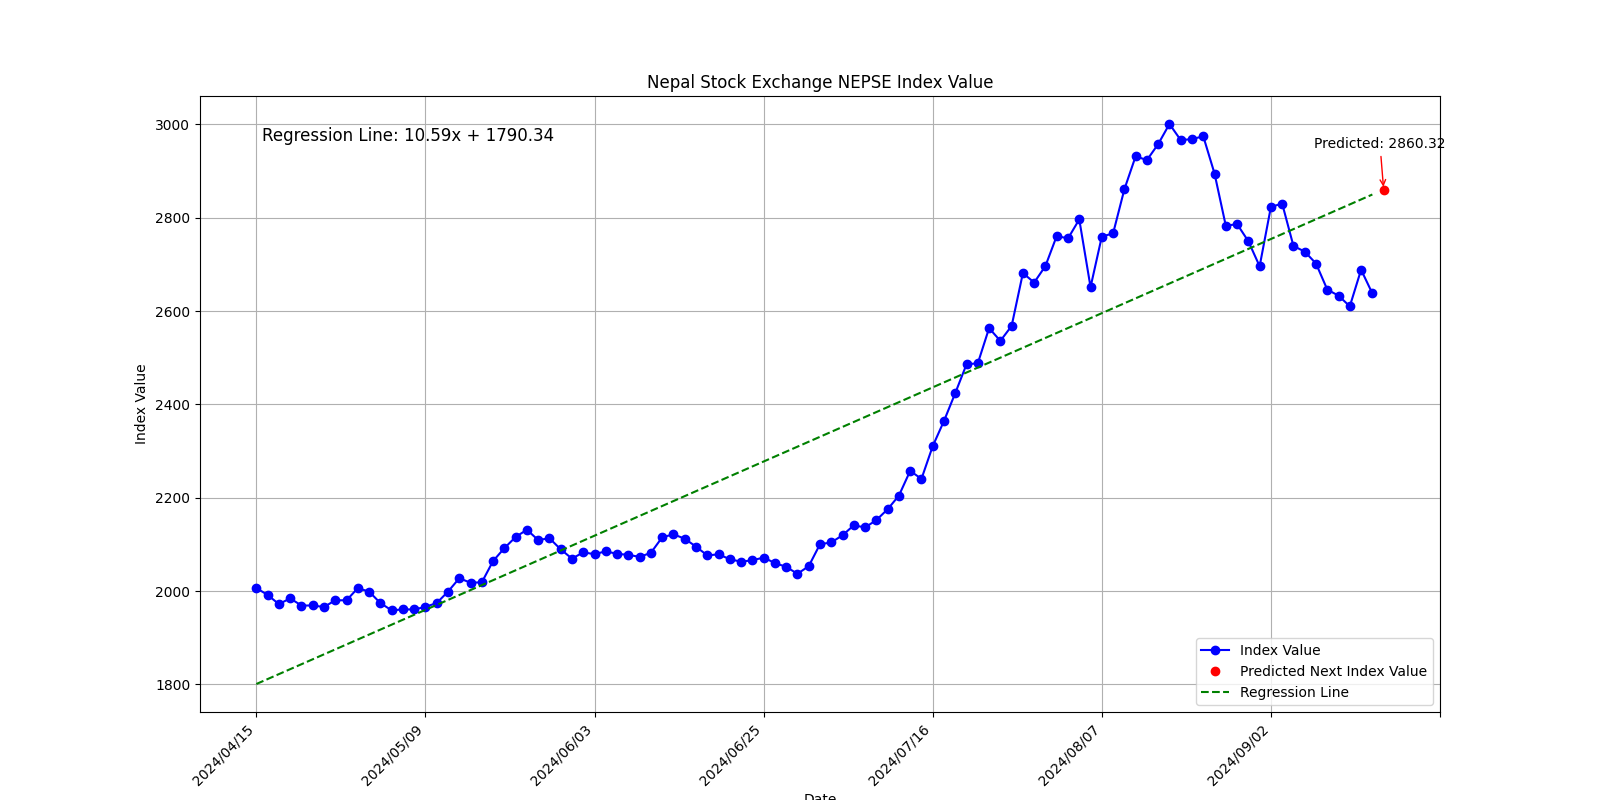 Nepal Stock Exchange NEPSE Index Value
Regression Line: 10.59x + 1790.34
Predicted: 2860.32
3000
2800
2600
2400
2200
2000
1800
Index Value
Index Value
Predicted Next Index Value
Regression Line
2024/04/15
2024/05/09
2024/06/03
2024/06/25
2024/07/16
2024/08/07
2024/09/02
Date